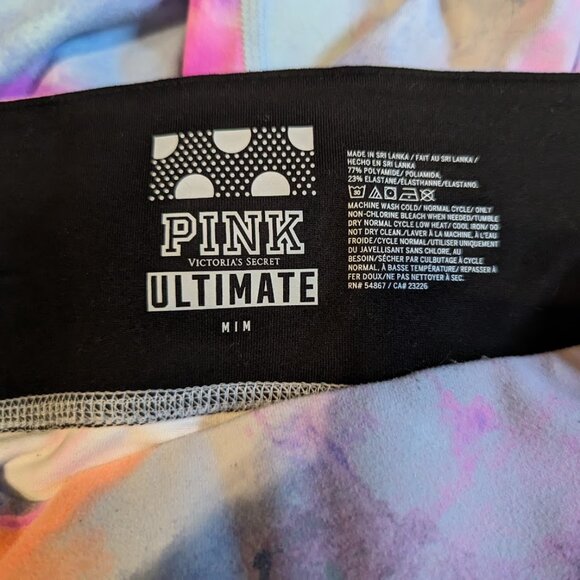 PINK
VICTORIA'S SECRET
ULTIMATE
M|M
MADE IN SRI LANKA / FAIT AU SRI LANKA /
HECHO EN SRI LANKA
77% POLYAMIDE/ POLIAMIDA,
23% ELASTANE/ÉLASTHANNE/ELASTANO.
30
MACHINE WASH COLD/ NORMAL CYCLE/ ONLY
NON-CHLORINE BLEACH WHEN NEEDED/TUMBLE
DRY NORMAL CYCLE LOW HEAT/ COOL IRON/ DO
NOT DRY CLEAN./LAVER À LA MACHINE, À L'EAU
FROIDE/CYCLE NORMAL/UTILISER UNIQUEMENT
DU JAVELLISANT SANS CHLORE, AU
BESOIN/SÉCHER PAR CULBUTAGE À CYCLE
NORMAL, À BASSE TEMPÉRATURE/ REPASSER À
FER DOUX/NE PAS NETTOYER À SEC.
RN# 54867 / CA# 23226